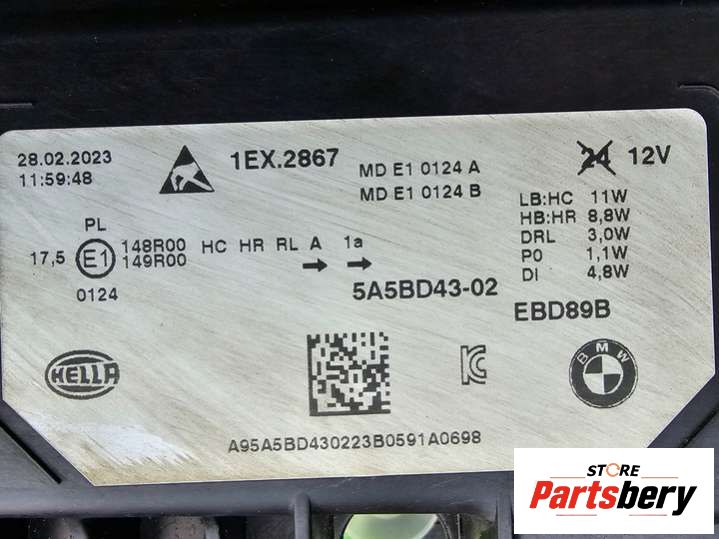 28.02.2023
11:59:48
1EX.2867
MD E1 0124 A
MD E1 0124 B
24 12V
LB:HC 11W
HB:HR 8,8W
DRL 3,0W
PO 1,1W
DI 4,8W
PL
17,5 E1 148R00 HC HR RL A 1a
149R00
0124
5A5BD43-02
EBD89B
HELLA
KC
BMW
A95A5BD430223B0591A0698
STORE
Partsbery